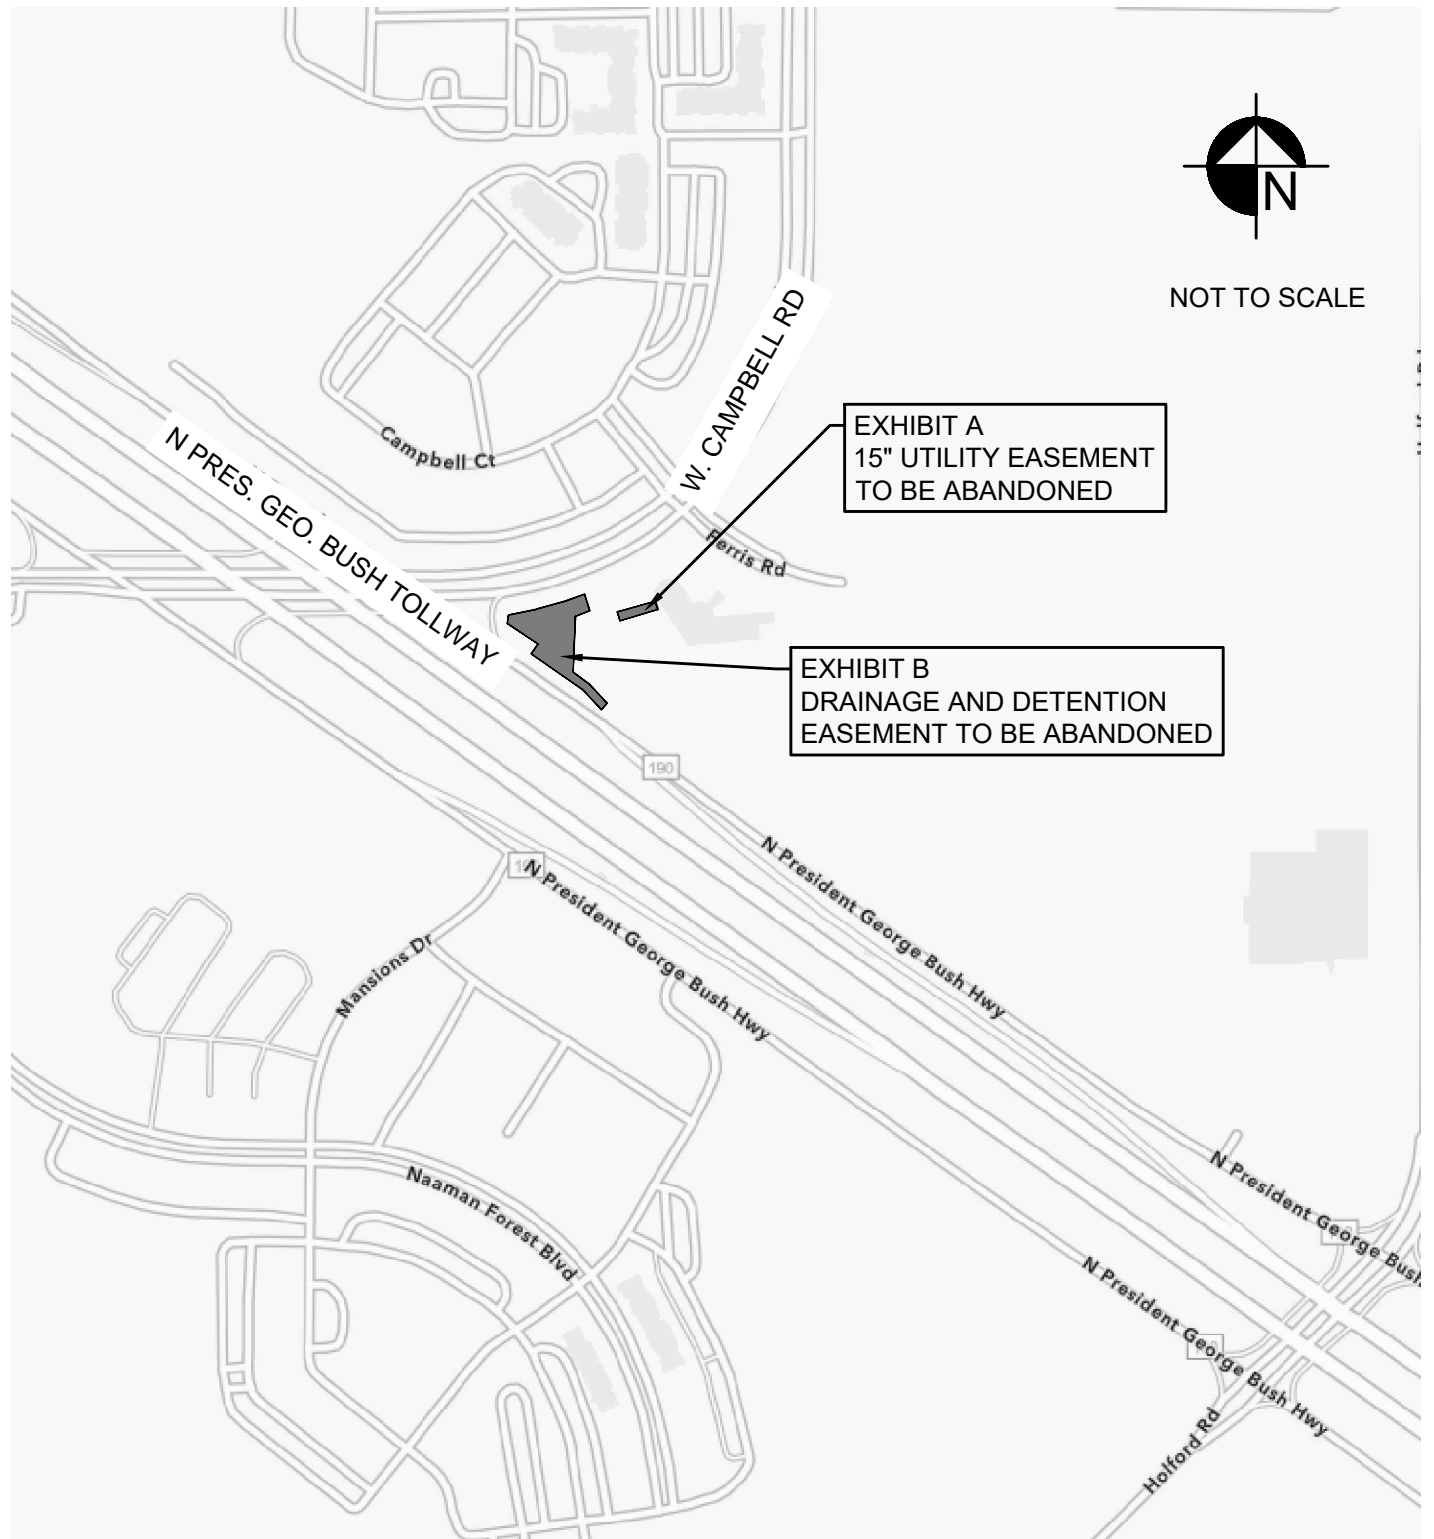 N
NOT TO SCALE
W. CAMPBELL RD
EXHIBIT A
15" UTILITY EASEMENT
TO BE ABANDONED
Campbell Ct
N PRES. GEO. BUSH TOLLWAY
Ferris Rd
EXHIBIT B
DRAINAGE AND DETENTION
EASEMENT TO BE ABANDONED
190
N President George Bush Hwy
N President George Bush Hwy
Mansions Dr
Naaman Forest Blvd
N President George Bush
N President George Bush Hwy
Holford Rd